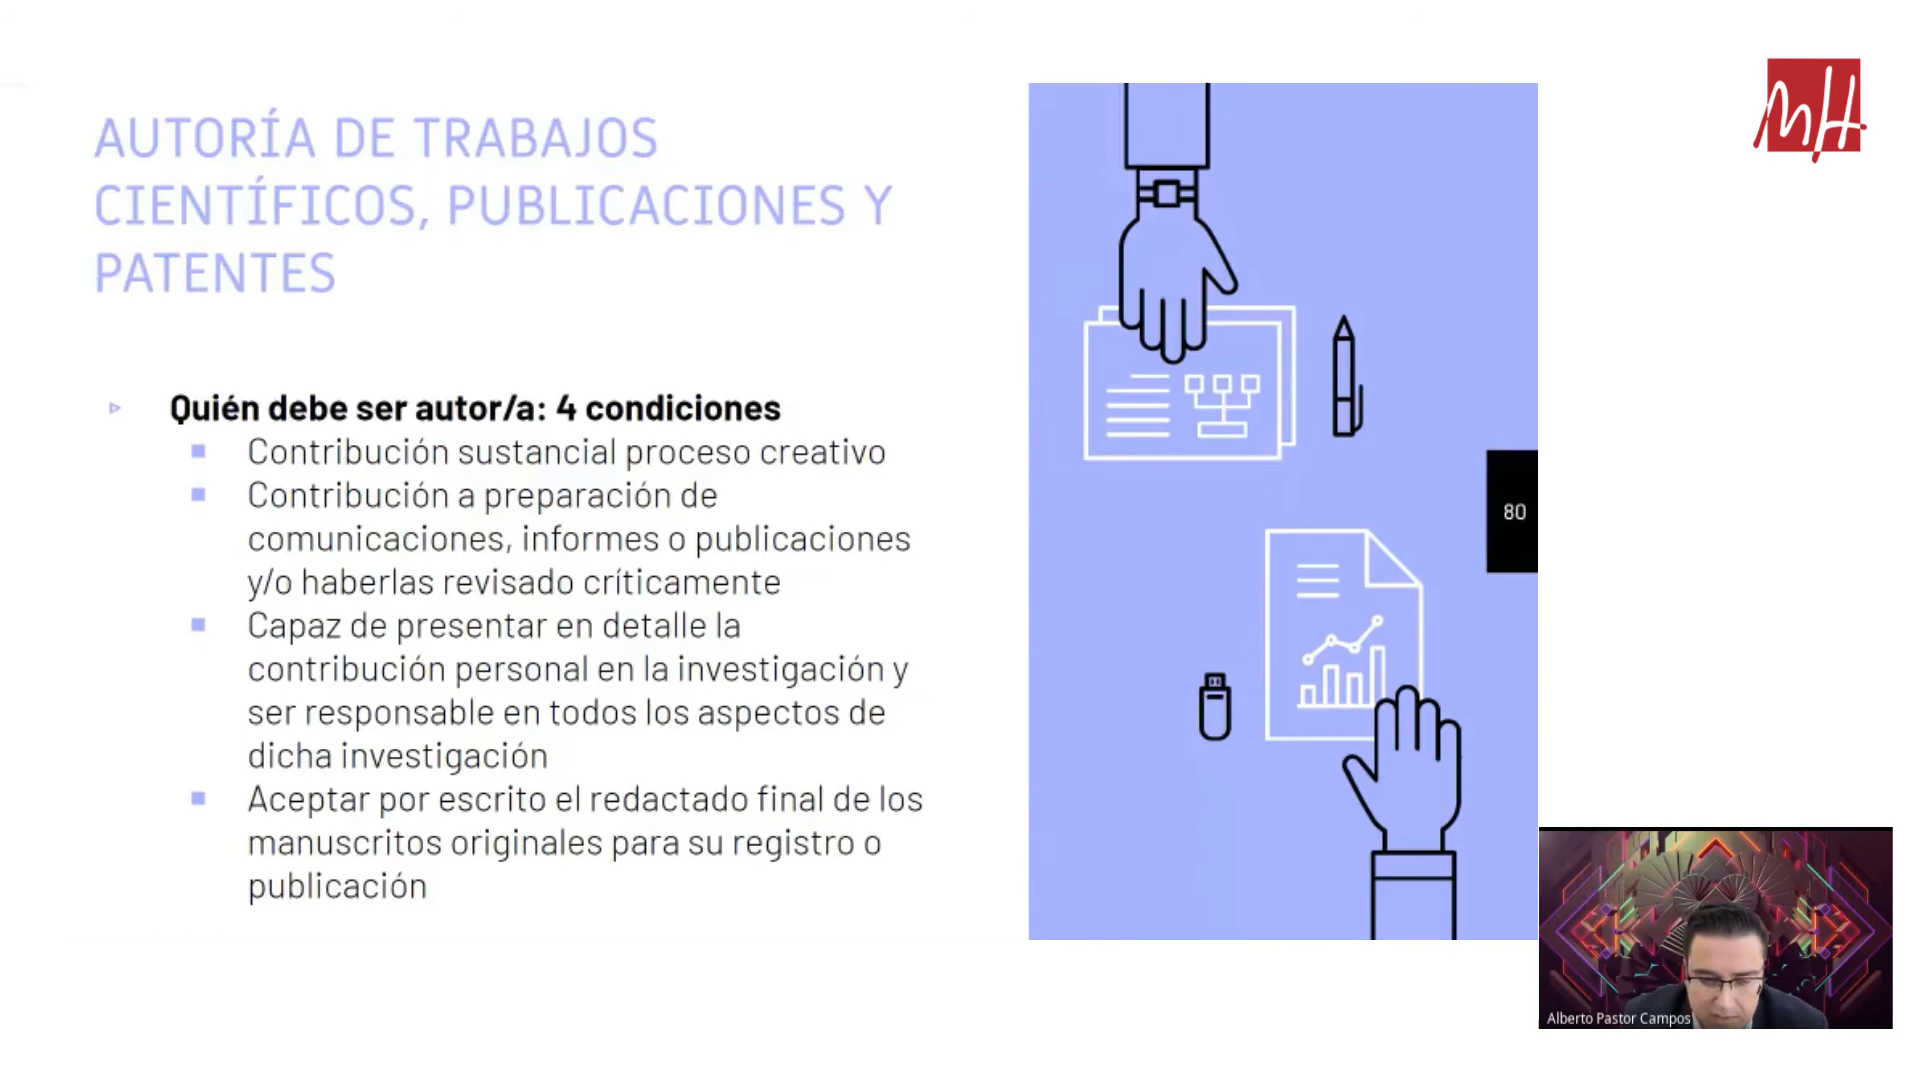 AUTORÍA DE TRABAJOS
CIENTÍFICOS, PUBLICACIONES Y
PATENTES
Quién debe ser autor/a: 4 condiciones
Contribución sustancial proceso creativo
Contribución a preparación de
comunicaciones, informes o publicaciones
y/o haberlas revisado críticamente
Capaz de presentar en detalle la
contribución personal en la investigación y
ser responsable en todos los aspectos de
dicha investigación
Aceptar por escrito el redactado final de los
manuscritos originales para su registro o
publicación
80
MH
Alberto Pastor Campos